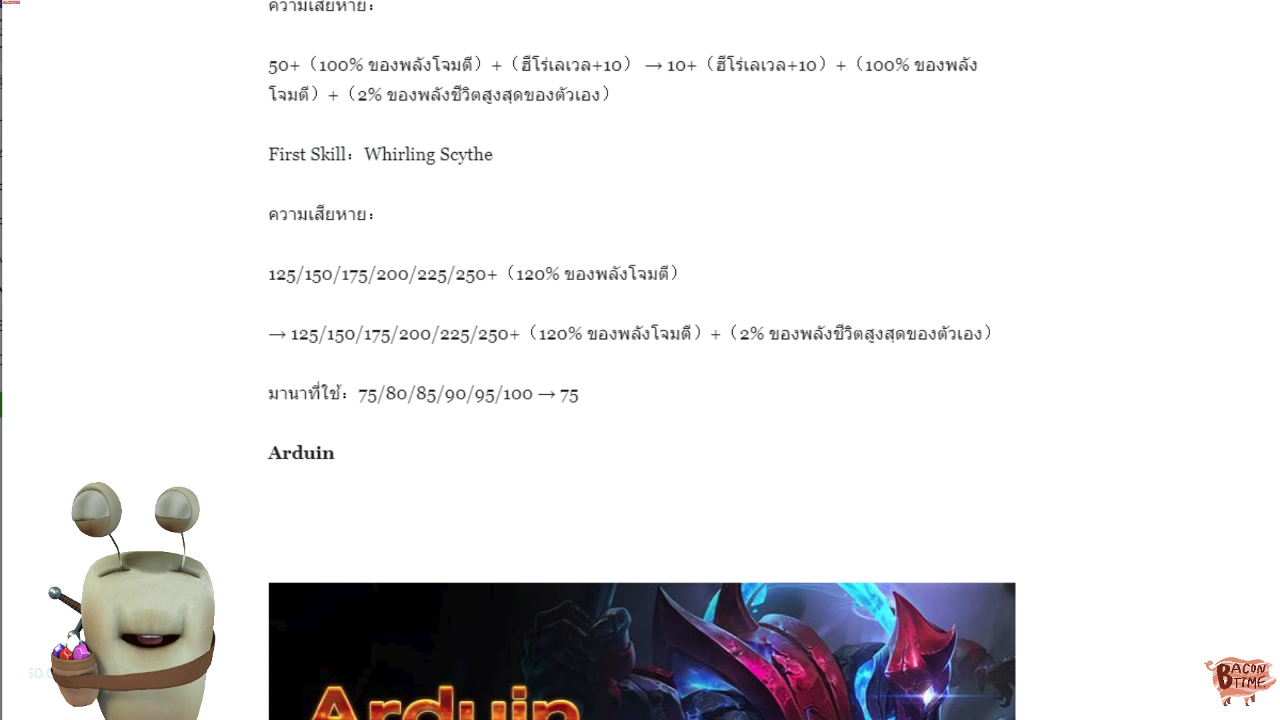 ความเสียหาย：
50+（100% ของพลังโจมตี）+（ฮีโร่เลเวล+10） → 10+（ฮีโร่เลเวล+10）+（100% ของพลัง
โจมตี）+（2% ของพลังชีวิตสูงสุดของตัวเอง）
First Skill： Whirling Scythe
ความเสียหาย：
125/150/175/200/225/250+（120% ของพลังโจมตี）
→ 125/150/175/200/225/250+（120% ของพลังโจมตี）+（2% ของพลังชีวิตสูงสุดของตัวเอง）
มานาที่ใช้：75/80/85/90/95/100 → 75
Arduin
Arduin
BACON
TIME